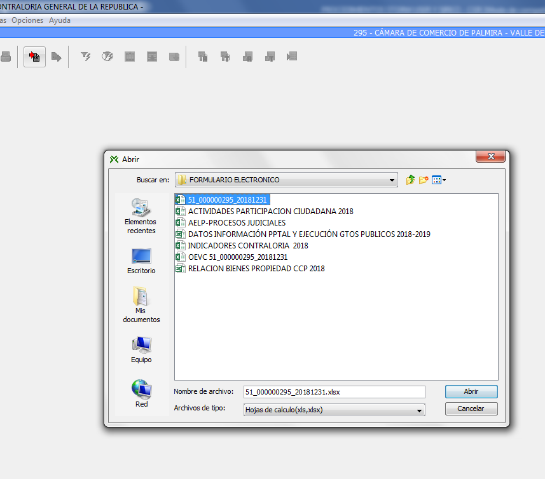 ONTRALORIA GENERAL DE LA REPUBLICA -
as Opciones Ayuda
295 - CÁMARA DE COMERCIO DE PALMIRA - VALLE DE
Abrir
Buscar en: FORMULARIO ELECTRONICO
Elementos recientes
Escritorio
Mis documentos
Equipo
Red
51_000000295_20181231
ACTIVIDADES PARTICIPACION CIUDADANA 2018
AELP-PROCESOS JUDICIALES
DATOS INFORMACIÓN PPTAL Y EJECUCIÓN GTOS PUBLICOS 2018-2019
INDICADORES CONTRALORIA 2018
OEVC 51_000000295_20181231
RELACION BIENES PROPIEDAD CCP 2018
Nombre de archivo: 51_000000295_20181231.xlsx Abrir
Archivos de tipo: Hojas de calculo(xls,xlsx) Cancelar